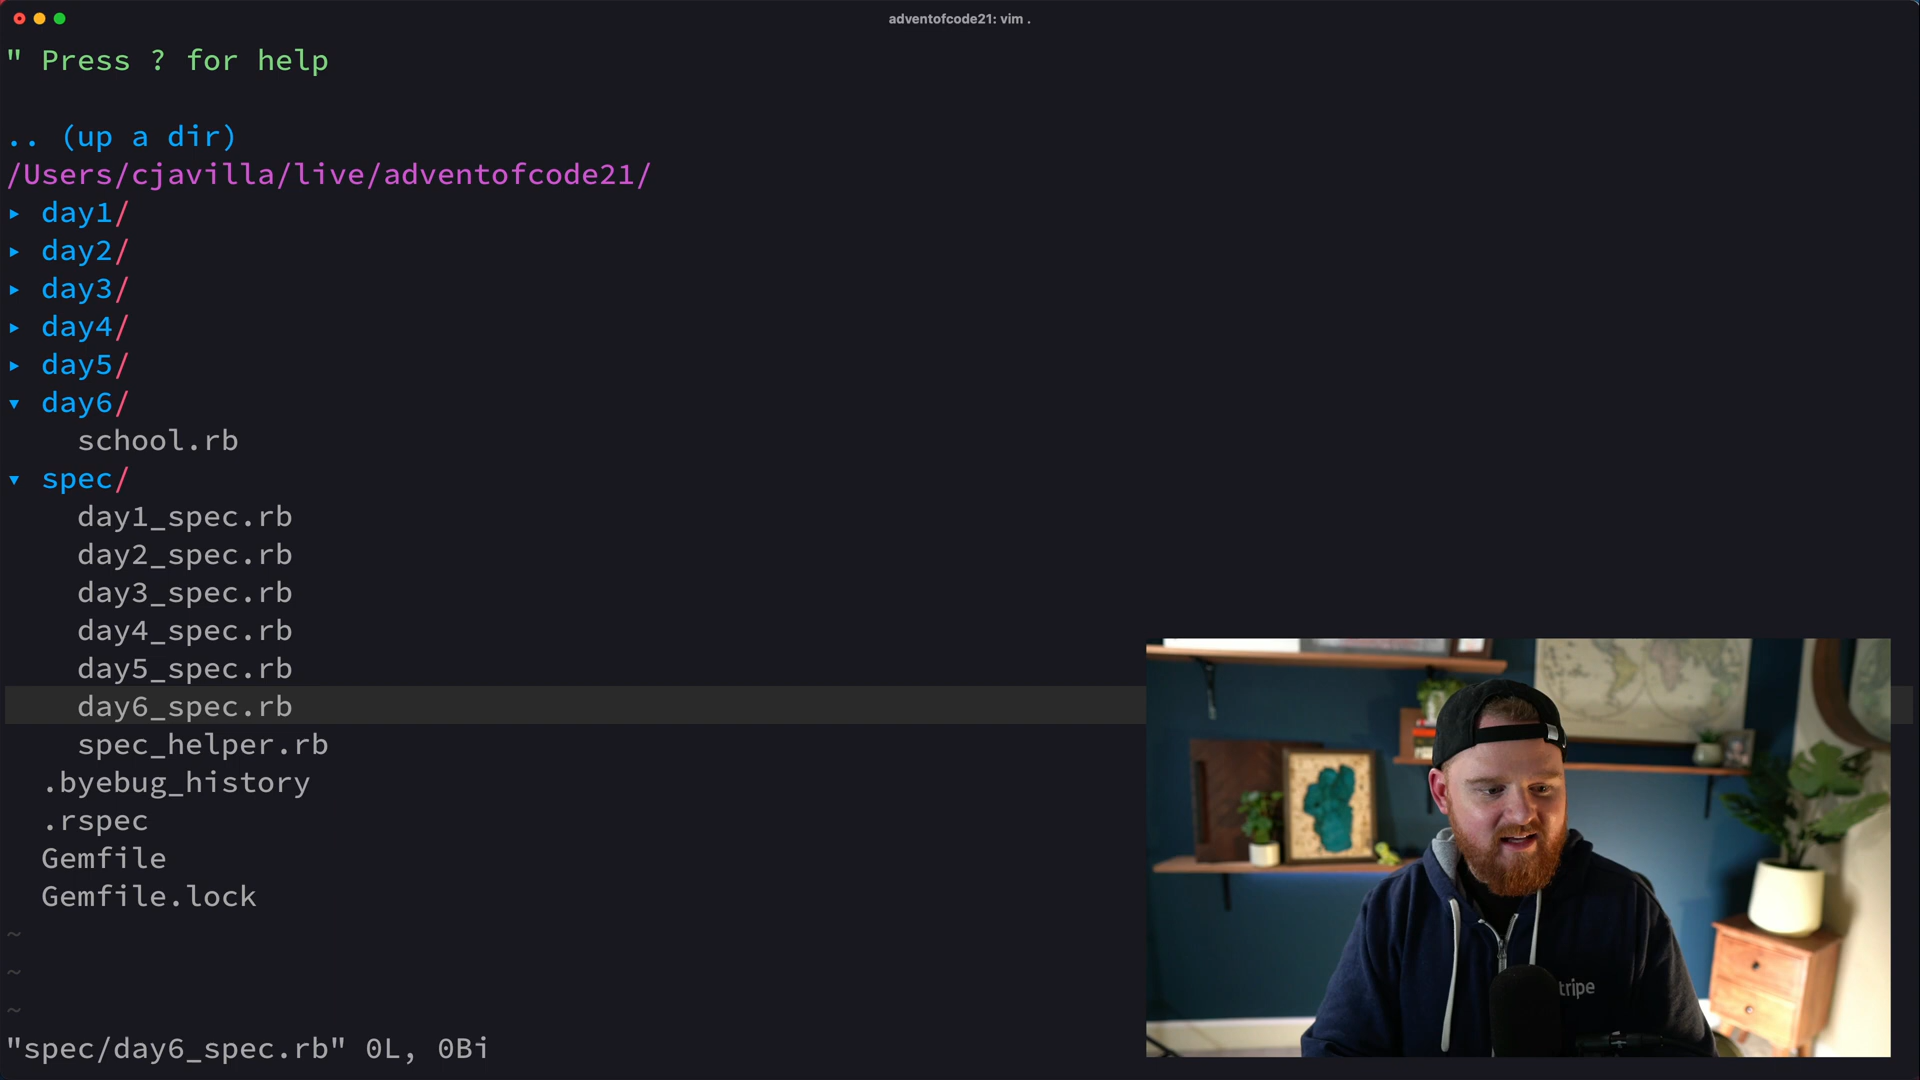 adventofcode21: vim .
" Press ? for help
.. (up a dir)
/Users/cjavilla/live/adventofcode21/
▸ day1/
▸ day2/
▸ day3/
▸ day4/
▸ day5/
▾ day6/
school.rb
▾ spec/
day1_spec.rb
day2_spec.rb
day3_spec.rb
day4_spec.rb
day5_spec.rb
day6_spec.rb
spec_helper.rb
.byebug_history
.rspec
Gemfile
Gemfile.lock
~
~
~
"spec/day6_spec.rb" 0L, 0Bi
tripe